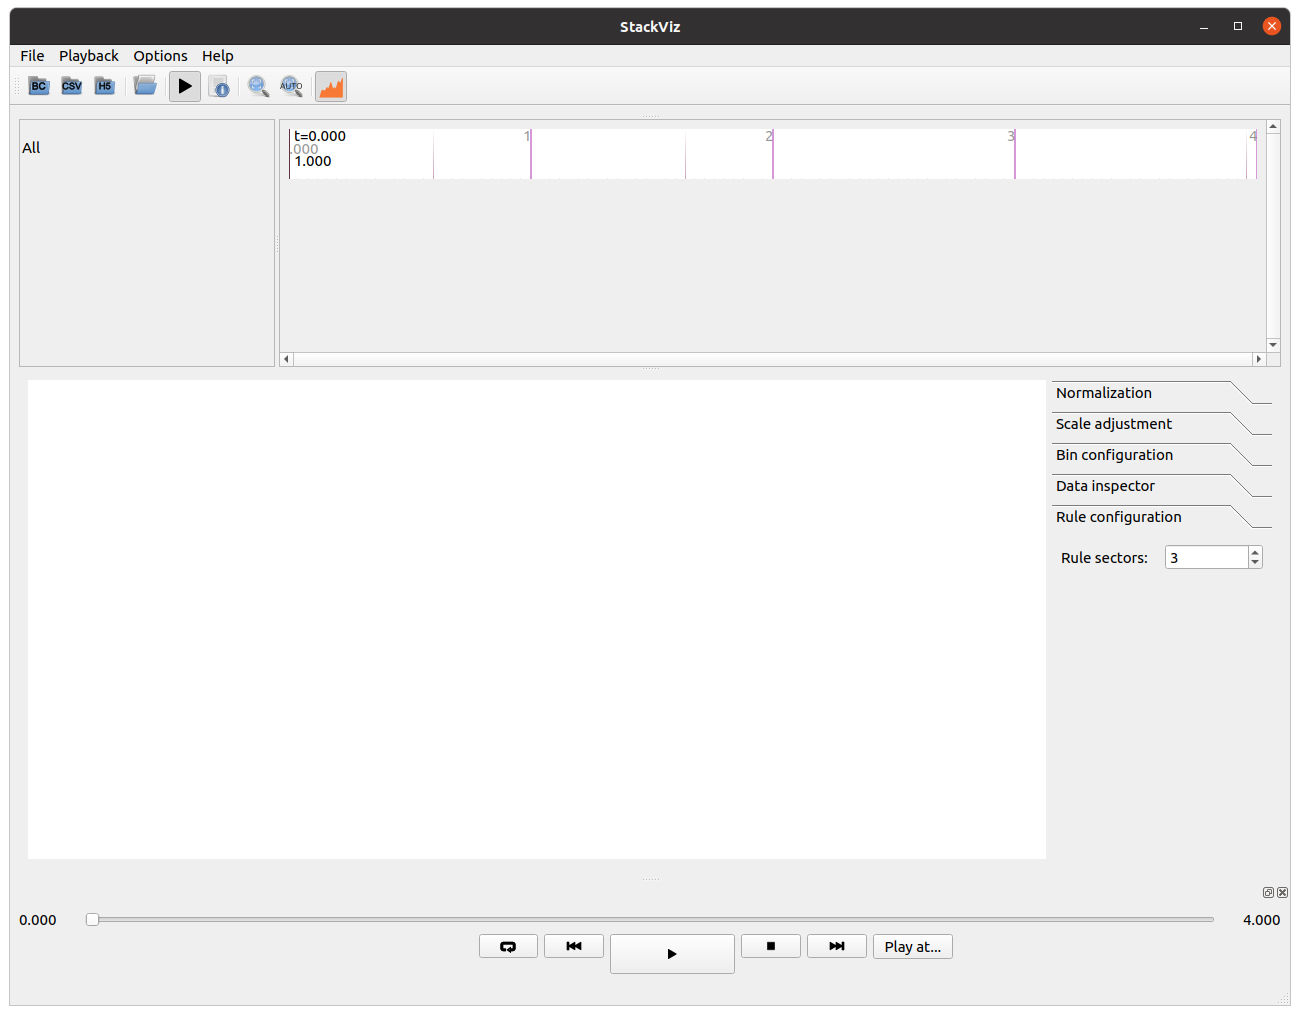 StackViz
File Playback Options Help
BC CSV H5 AUTO
All
t=0.000 1 2 3 4
.000
1.000
Normalization
Scale adjustment
Bin configuration
Data inspector
Rule configuration
Rule sectors: 3
0.000 4.000
Play at...